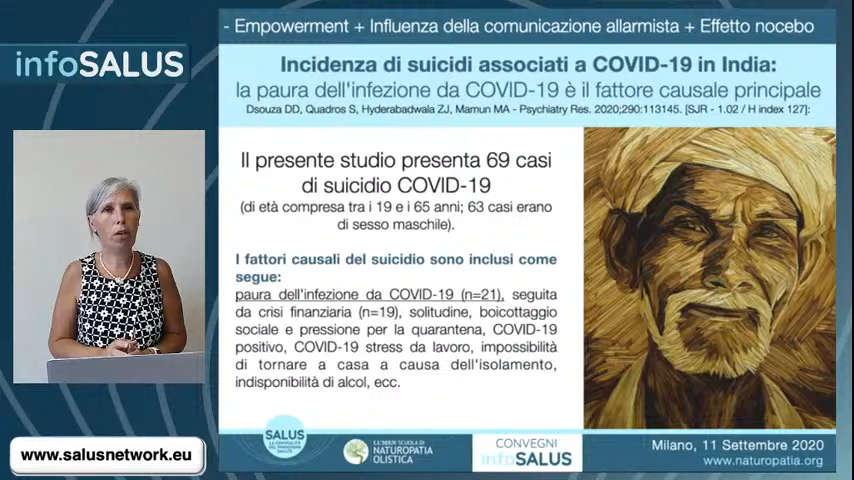 - Empowerment + Influenza della comunicazione allarmista + Effetto nocebo
infoSALUS
Incidenza di suicidi associati a COVID-19 in India:
la paura dell'infezione da COVID-19 è il fattore causale principale
Dsouza DD, Quadros S, Hyderabadwala ZJ, Mamun MA - Psychiatry Res. 2020;290:113145. [SJR - 1.02 / H index 127]:
Il presente studio presenta 69 casi
di suicidio COVID-19
(di età compresa tra i 19 e i 65 anni; 63 casi erano
di sesso maschile).
I fattori causali del suicidio sono inclusi come
segue:
paura dell'infezione da COVID-19 (n=21), seguita
da crisi finanziaria (n=19), solitudine, boicottaggio
sociale e pressione per la quarantena, COVID-19
positivo, COVID-19 stress da lavoro, impossibilità
di tornare a casa a causa dell'isolamento,
indisponibilità di alcol, ecc.
www.salusnetwork.eu
SALUS
LUMEN SCUOLA DI
NATUROPATIA
OLISTICA
CONVEGNI
infoSALUS
Milano, 11 Settembre 2020
www.naturopatia.org